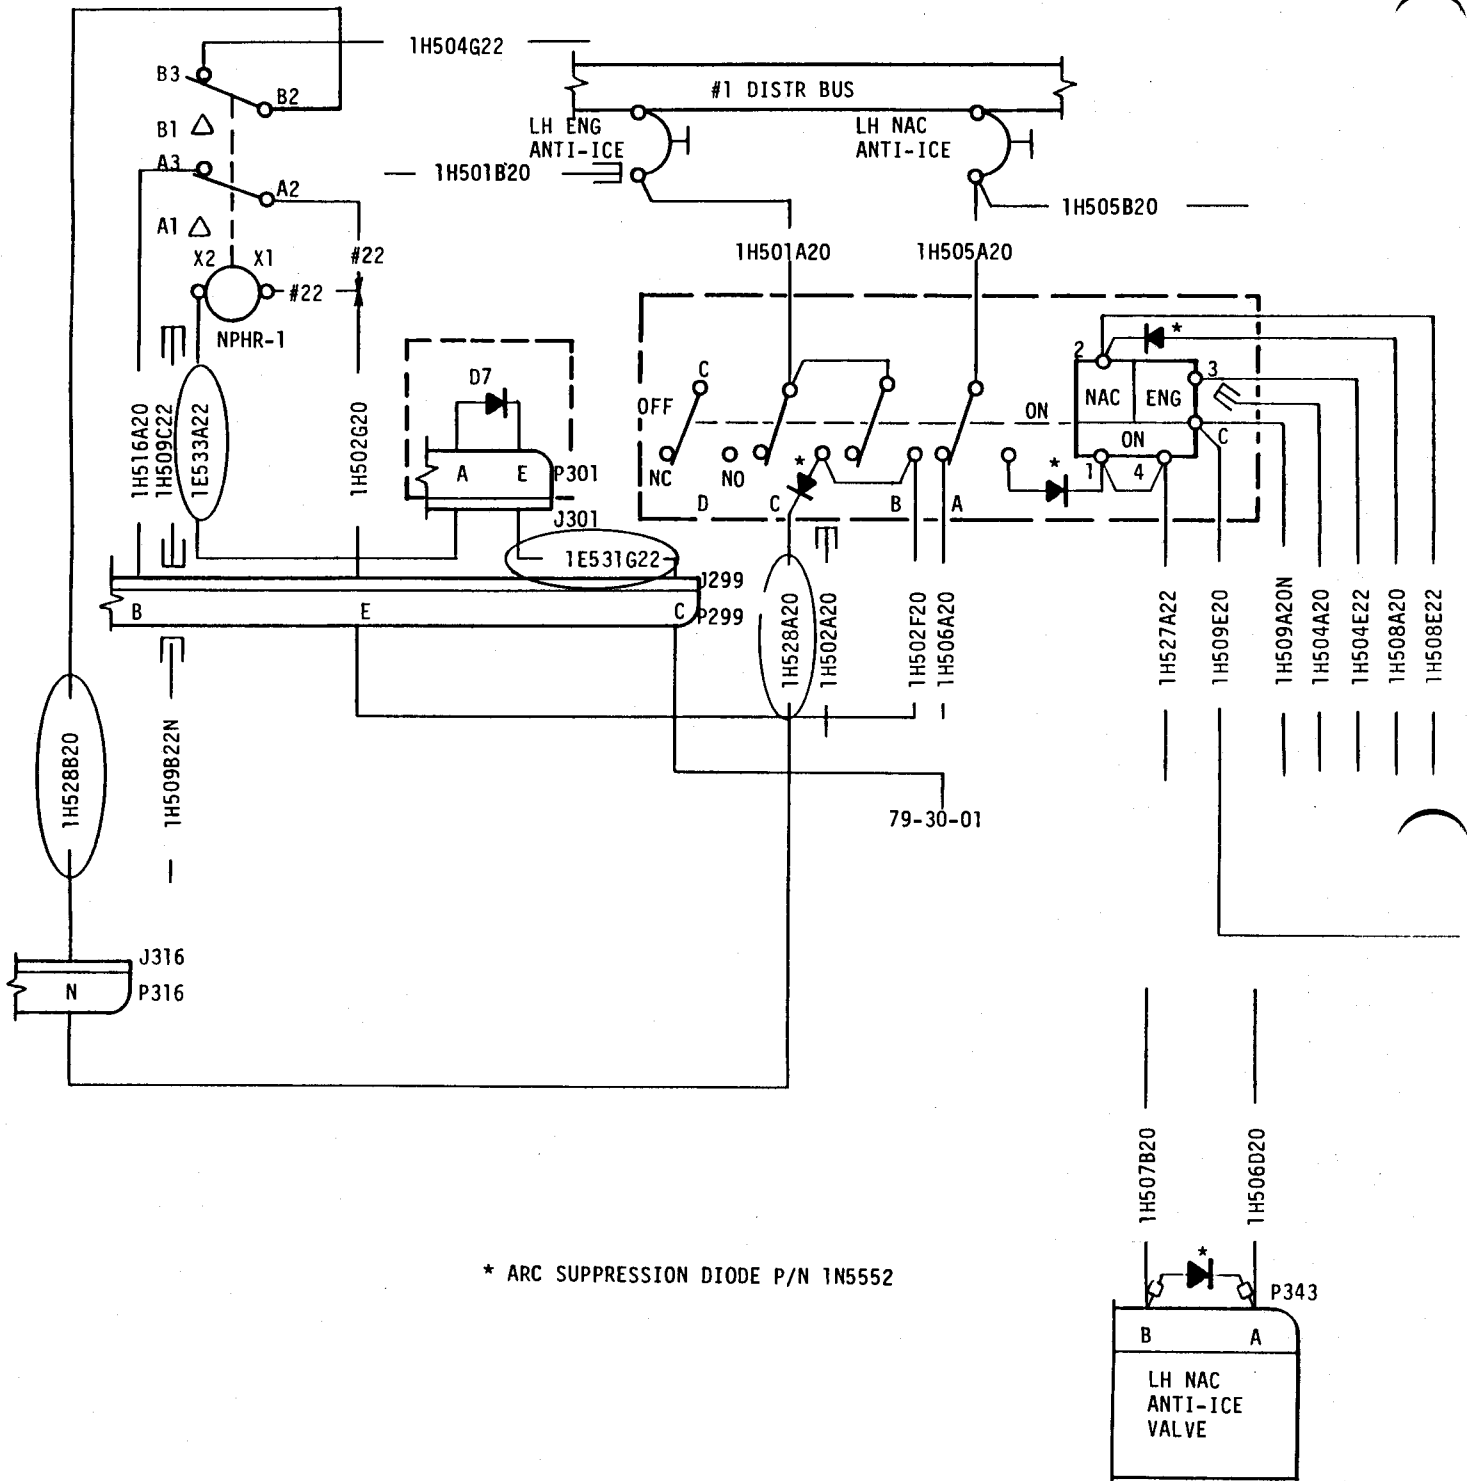 1H504G22
B3
B2
#1 DISTR BUS
B1
LH ENG
ANTI-ICE
LH NAC
ANTI-ICE
A3
1H501B20
A2
1H505B20
A1
X2 X1
#22
1H501A20
1H505A20
#22
NPHR-1
*
2
3
D7
C
OFF
ON
NAC
ENG
C
ON
1H516A20
1H509C22
1E533A22
1H502G20
A
E
P301
NC
NO
*
*
1
4
D
C
B
A
J301
1E531G22
J299
B
E
C
P299
1H528A20
1H502A20
1H502F20
1H506A20
1H527A22
1H509E20
1H509A20N
1H504A20
1H504E22
1H508A20
1H508E22
1H528B20
1H509B22N
79-30-01
J316
N
P316
1H507B20
1H506D20
* ARC SUPPRESSION DIODE P/N 1N5552
*
P343
B
A
LH NAC
ANTI-ICE
VALVE